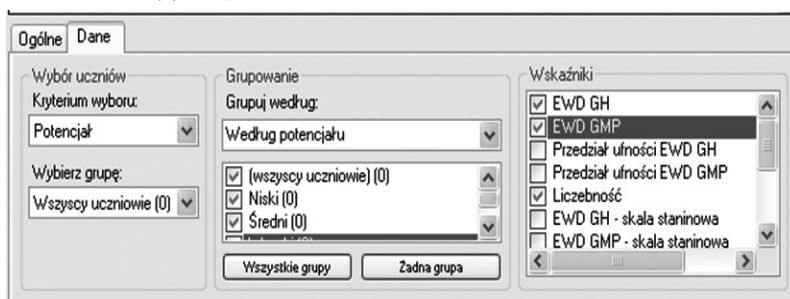 Ogólne Dane
Wybór uczniów
Kryterium wyboru:
Potencjał
Wybierz grupę:
Wszyscy uczniowie (0)
Grupowanie
Grupuj według:
Według potencjału
(wszyscy uczniowie) (0)
Niski (0)
Średni (0)
Wszystkie grupy Żadna grupa
Wskaźniki
EWD GH
EWD GMP
Przedział ufności EWD GH
Przedział ufności EWD GMP
Liczebność
EWD GH - skala staninowa
EWD GMP - skala staninowa